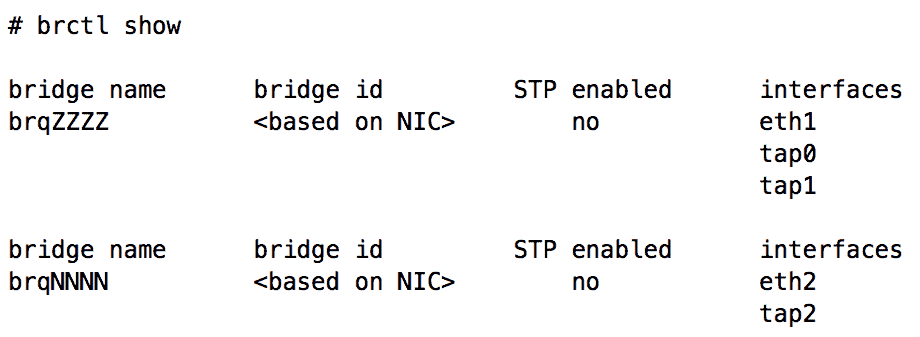 # brctl show
bridge name bridge id STP enabled interfaces
brqZZZZ <based on NIC> no eth1
tap0
tap1
bridge name bridge id STP enabled interfaces
brqNNNN <based on NIC> no eth2
tap2